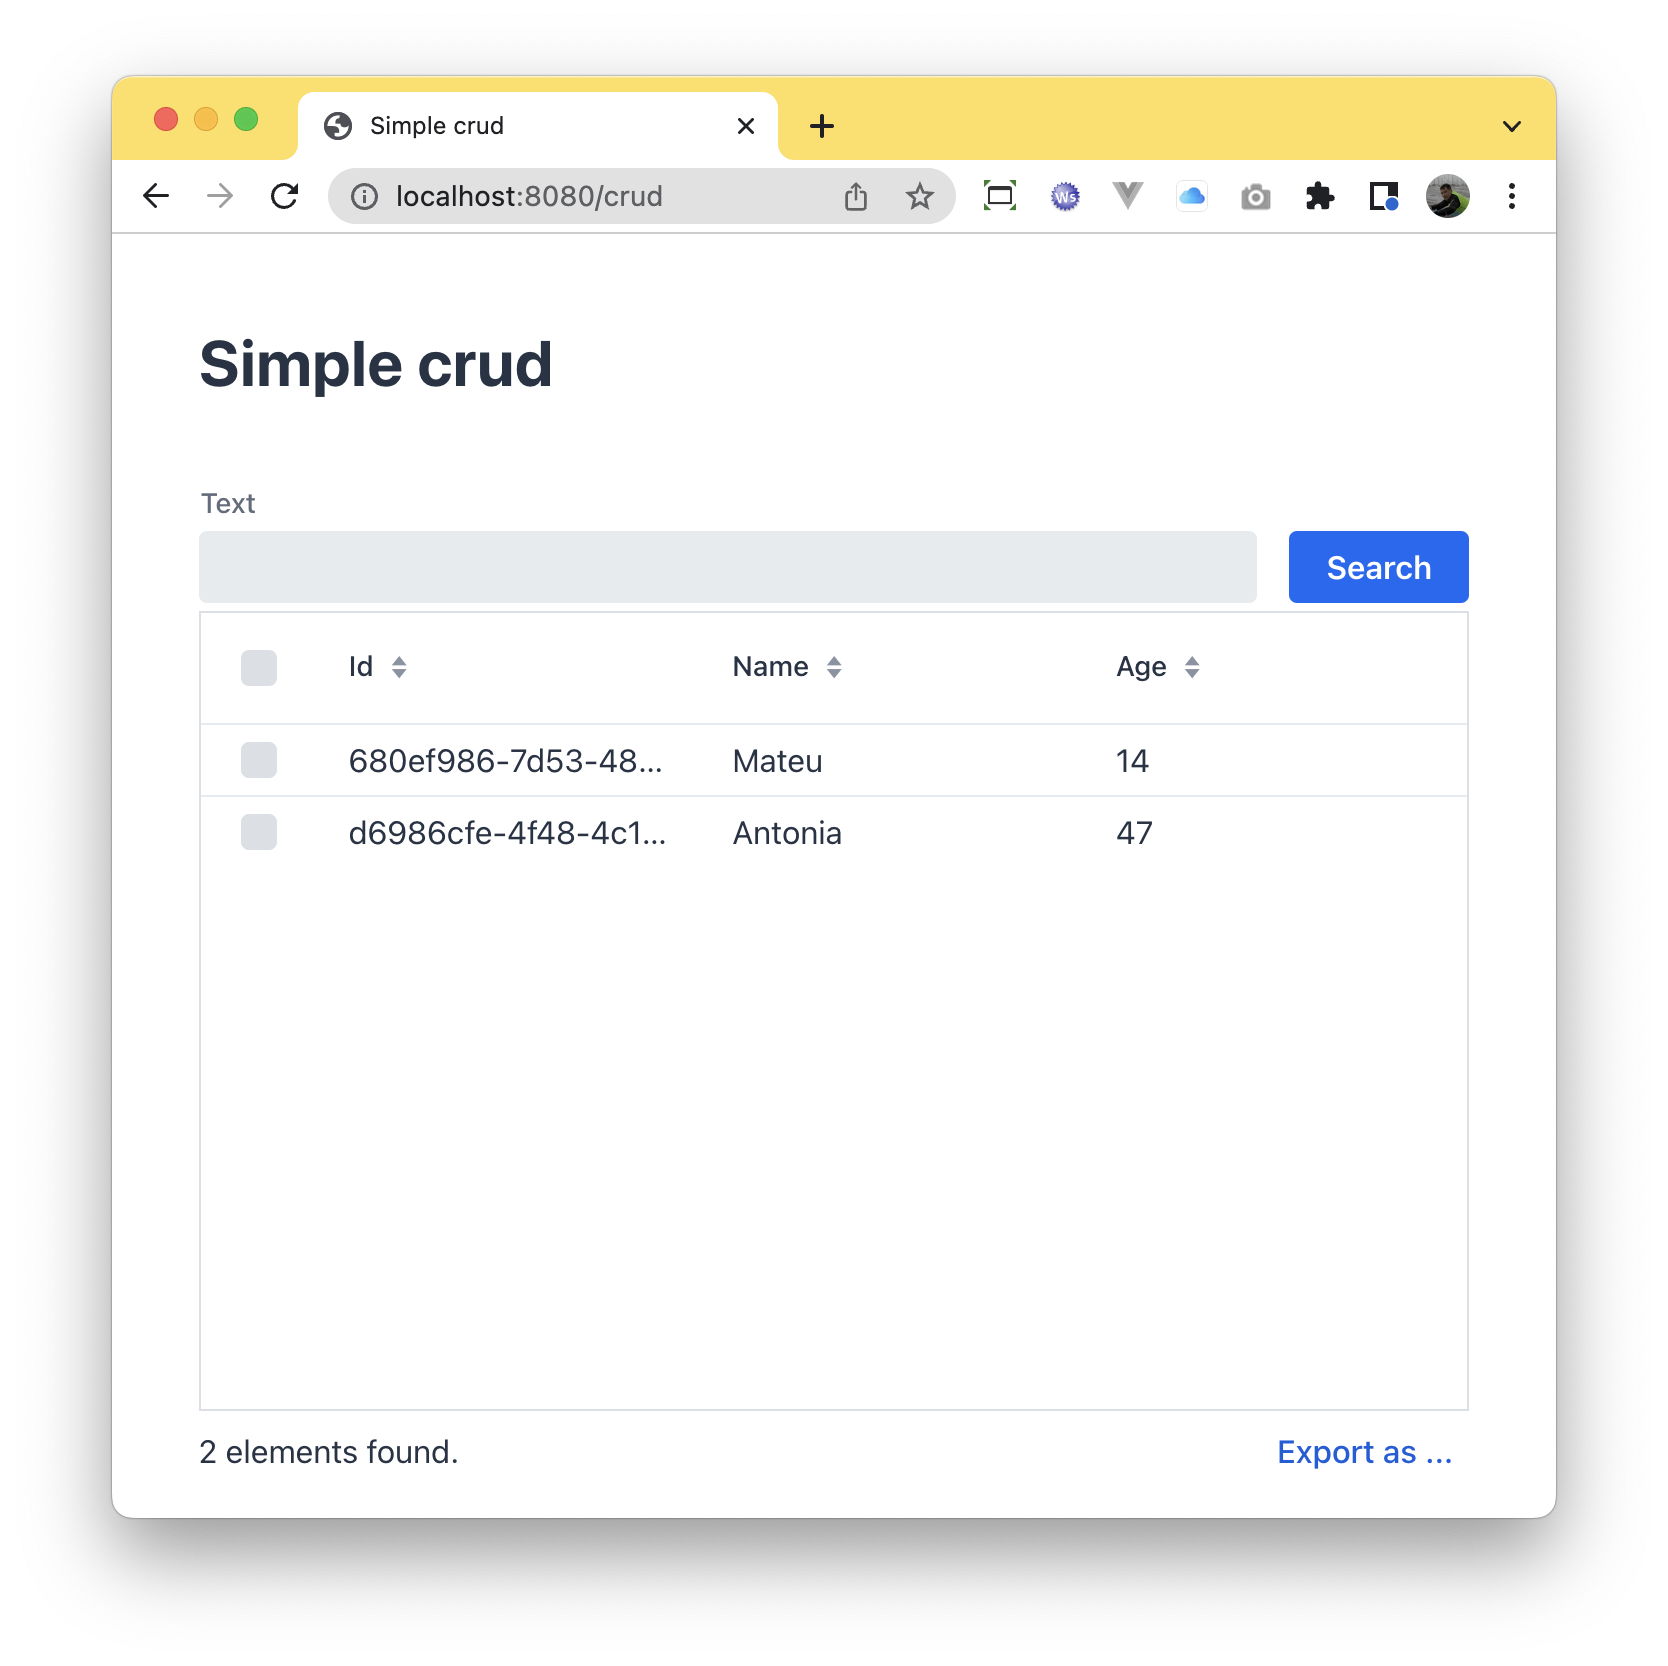 Simple crud
localhost:8080/crud
Ws
Simple crud
Text
Search
Id Name Age
680ef986-7d53-48... Mateu 14
d6986cfe-4f48-4c1... Antonia 47
2 elements found. Export as ...